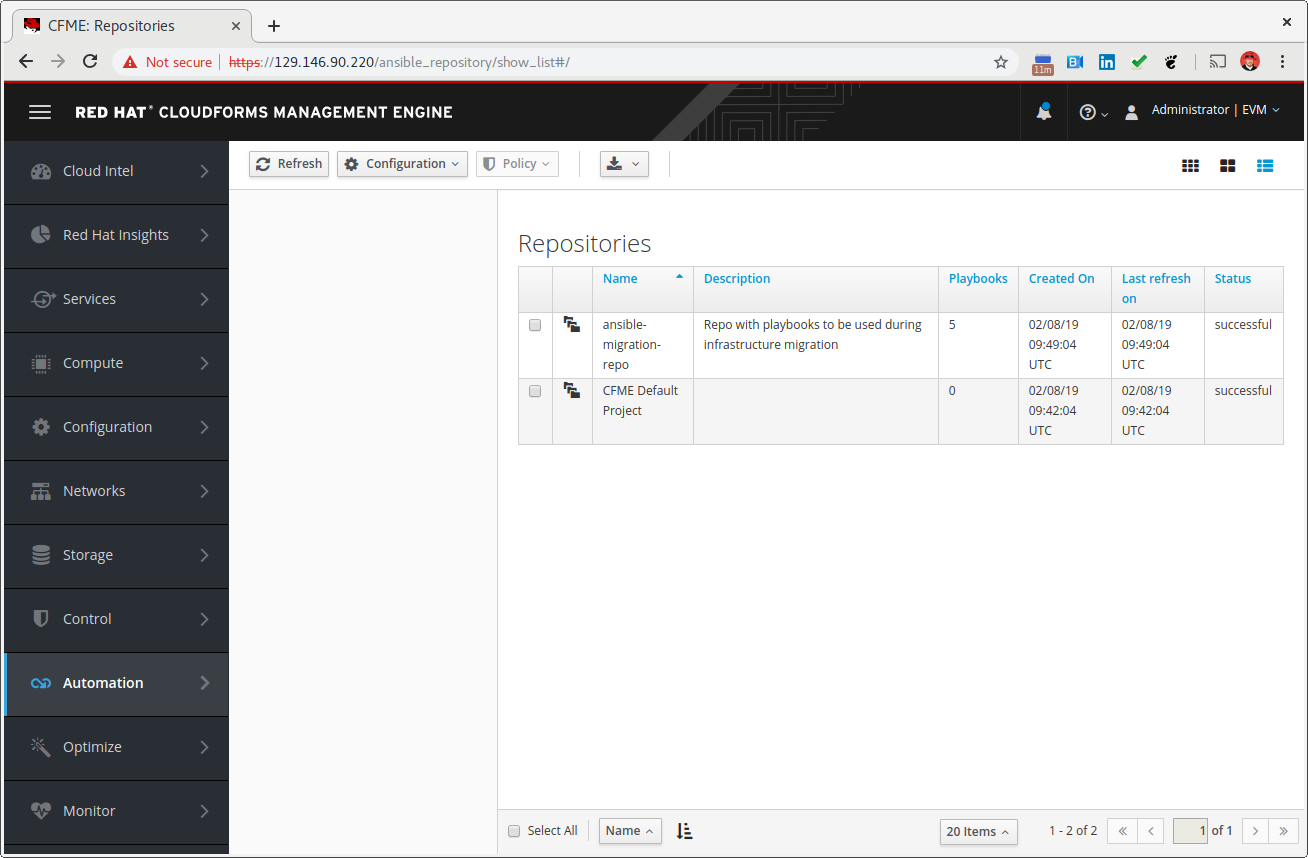 CFME: Repositories
Not secure https://129.146.90.220/ansible_repository/show_list#/
11m
RED HAT® CLOUDFORMS MANAGEMENT ENGINE
Administrator | EVM
Cloud Intel
Red Hat Insights
Services
Compute
Configuration
Networks
Storage
Control
Automation
Optimize
Monitor
Refresh Configuration Policy
Repositories
Name Description Playbooks Created On Last refresh on Status
ansible-migration-repo Repo with playbooks to be used during infrastructure migration 5 02/08/19 09:49:04 UTC 02/08/19 09:49:04 UTC successful
CFME Default Project 0 02/08/19 09:42:04 UTC 02/08/19 09:42:04 UTC successful
Select All Name 20 Items 1 - 2 of 2 1 of 1